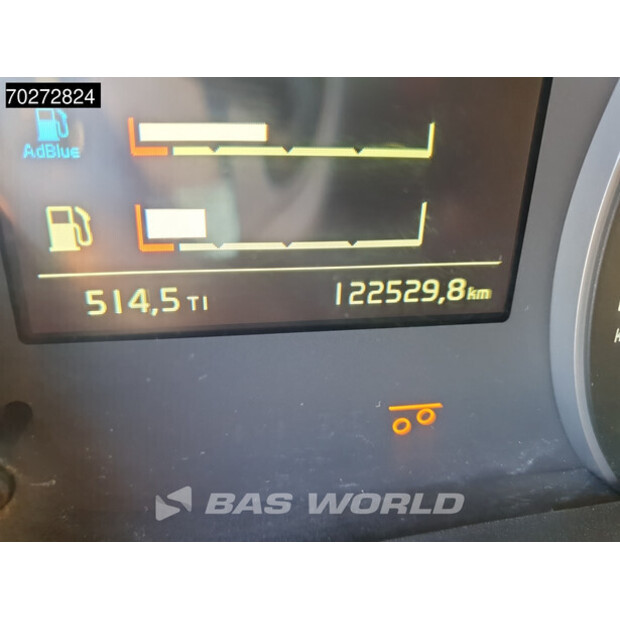 70272824
AdBlue
514,5 TI
122529,8 km
BAS WORLD